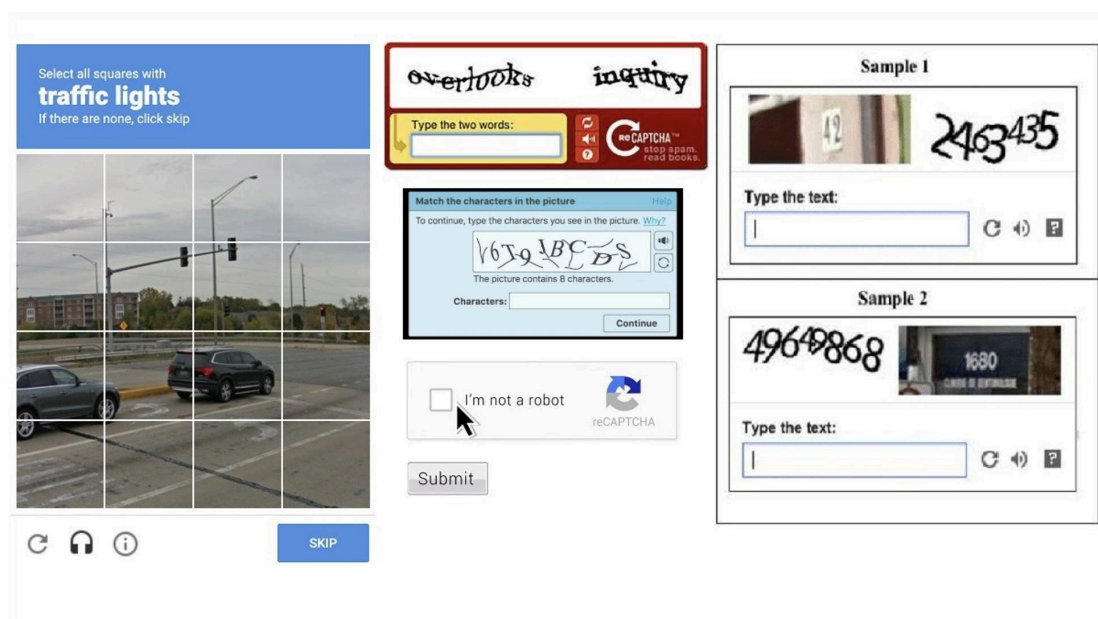 Select all squares with
traffic lights
If there are none, click skip
SKIP
overlooks inquiry
Type the two words:
reCAPTCHA™
stop spam.
read books.
Match the characters in the picture
Help
To continue, type the characters you see in the picture. Why?
The picture contains 8 characters.
Characters:
Continue
I'm not a robot
reCAPTCHA
Submit
Sample 1
42 2463435
Type the text:
Sample 2
49649868 1680
Type the text: